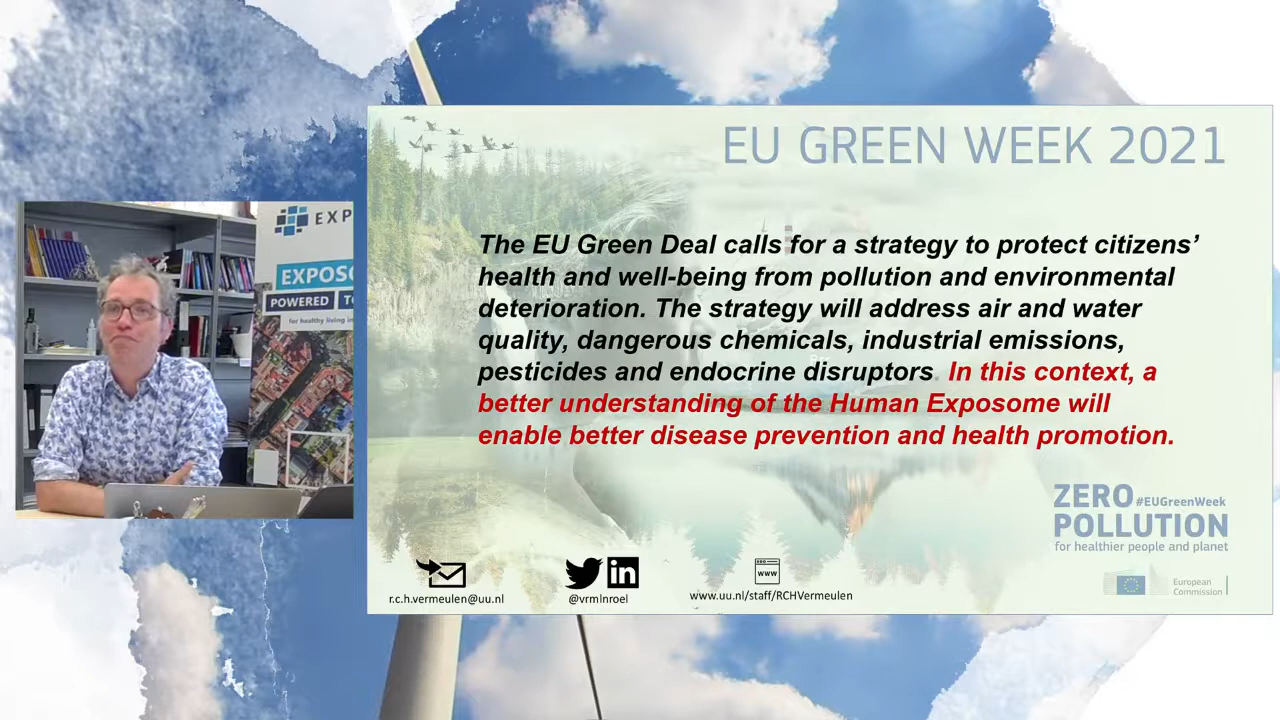 EU GREEN WEEK 2021
EXP
EXPOSO
POWERED
for healthy living in
The EU Green Deal calls for a strategy to protect citizens’
health and well-being from pollution and environmental
deterioration. The strategy will address air and water
quality, dangerous chemicals, industrial emissions,
pesticides and endocrine disruptors. In this context, a
better understanding of the Human Exposome will
enable better disease prevention and health promotion.
ZERO #EUGreenWeek
POLLUTION
for healthier people and planet
r.c.h.vermeulen@uu.nl
in
@vrmlnroel
www
www.uu.nl/staff/RCHVermeulen
European
Commission